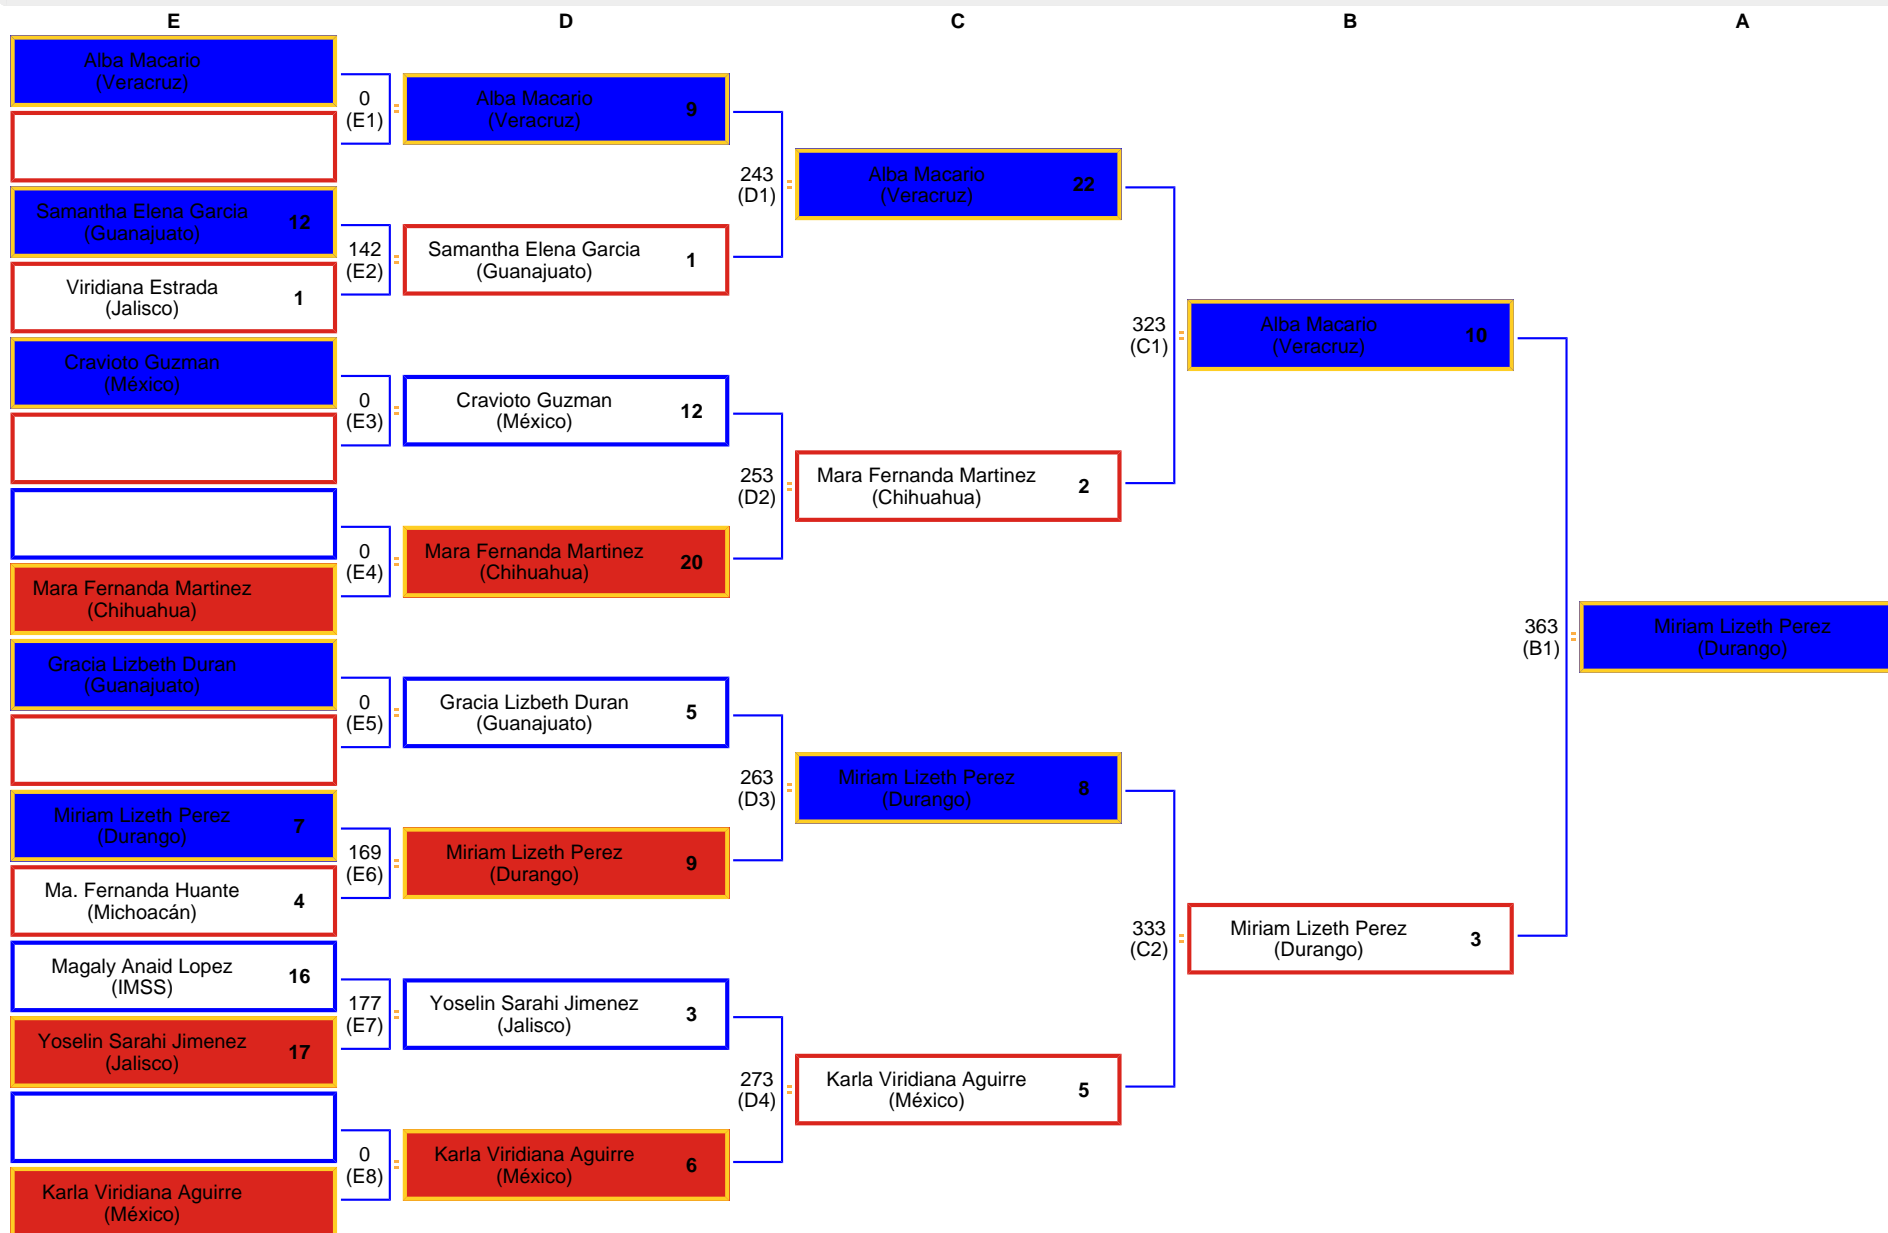 E D C B A
Alba Macario
(Veracruz)
0
(E1)
Samantha Elena Garcia
(Guanajuato)
12
Viridiana Estrada
(Jalisco)
1
142
(E2)
Cravioto Guzman
(México)
0
(E3)
0
(E4)
Mara Fernanda Martinez
(Chihuahua)
Gracia Lizbeth Duran
(Guanajuato)
0
(E5)
Miriam Lizeth Perez
(Durango)
7
Ma. Fernanda Huante
(Michoacán)
4
169
(E6)
Magaly Anaid Lopez
(IMSS)
16
Yoselin Sarahi Jimenez
(Jalisco)
17
177
(E7)
0
(E8)
Karla Viridiana Aguirre
(México)
Alba Macario
(Veracruz)
9
Samantha Elena Garcia
(Guanajuato)
1
243
(D1)
Cravioto Guzman
(México)
12
Mara Fernanda Martinez
(Chihuahua)
20
253
(D2)
Gracia Lizbeth Duran
(Guanajuato)
5
Miriam Lizeth Perez
(Durango)
9
263
(D3)
Yoselin Sarahi Jimenez
(Jalisco)
3
Karla Viridiana Aguirre
(México)
6
273
(D4)
Alba Macario
(Veracruz)
22
Mara Fernanda Martinez
(Chihuahua)
2
323
(C1)
Miriam Lizeth Perez
(Durango)
8
Karla Viridiana Aguirre
(México)
5
333
(C2)
Alba Macario
(Veracruz)
10
Miriam Lizeth Perez
(Durango)
3
363
(B1)
Miriam Lizeth Perez
(Durango)